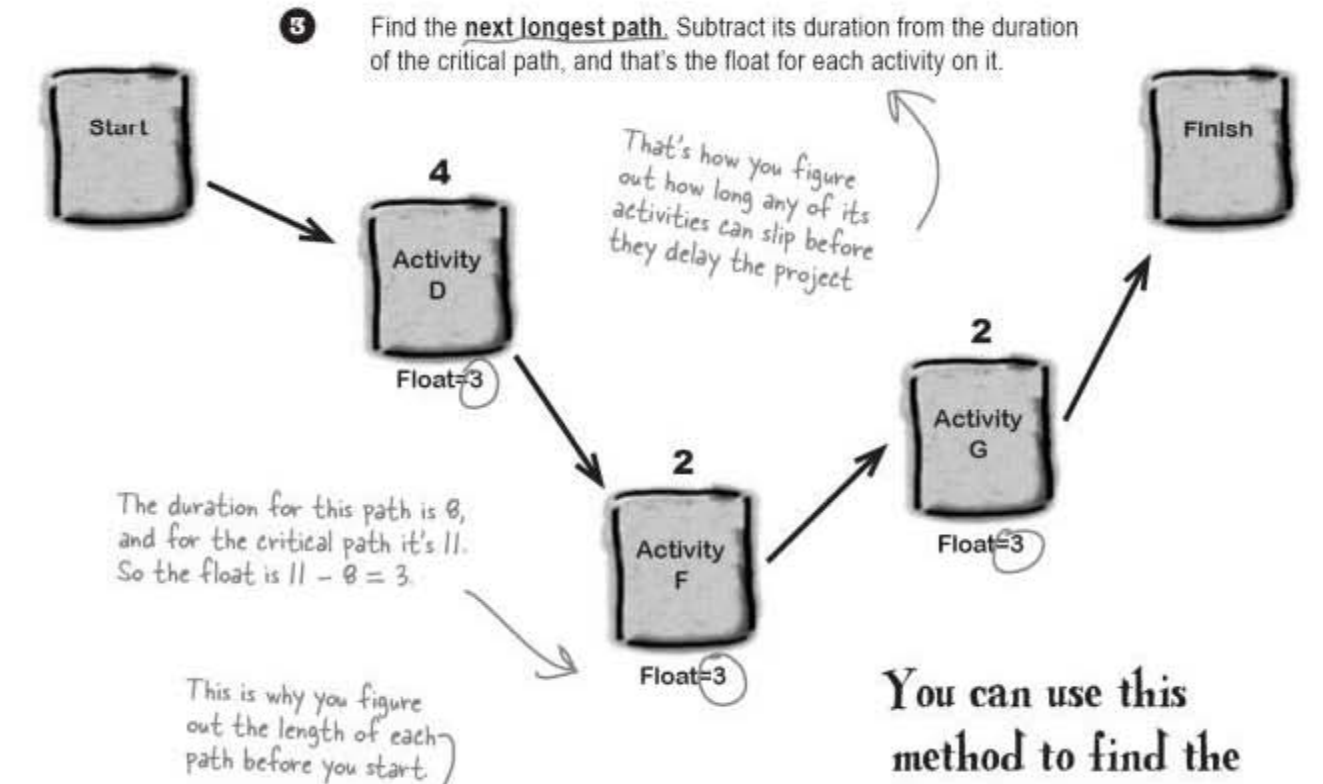 3 Find the next longest path. Subtract its duration from the duration
of the critical path, and that's the float for each activity on it.
Start
Finish
That's how you figure
out how long any of its
activities can slip before
they delay the project
4
Activity
D
Float=3
2
Activity
G
Float=3
The duration for this path is 8,
and for the critical path it's 11.
So the float is 11 – 8 = 3.
2
Activity
F
Float=3
This is why you figure
out the length of each
path before you start.
You can use this
method to find the